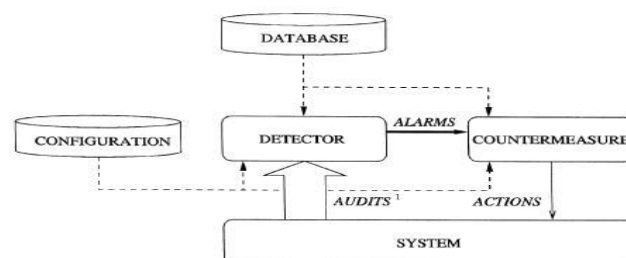 DATABASE
ALARMS
CONFIGURATION
DETECTOR
COUNTERMEASURE
AUDITS 1
ACTIONS
SYSTEM